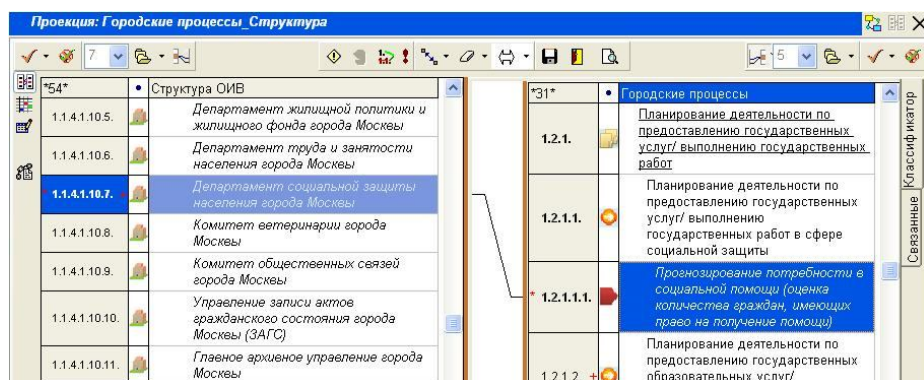 Проекция: Городские процессы_Структура
7
5
*54*
Структура ОИВ
1.1.4.1.10.5.
Департамент жилищной политики и
жилищного фонда города Москвы
1.1.4.1.10.6.
Департамент труда и занятости
населения города Москвы
1.1.4.1.10.7.
Департамент социальной защиты
населения города Москвы
1.1.4.1.10.8.
Комитет ветеринарии города
Москвы
1.1.4.1.10.9.
Комитет общественных связей
города Москвы
1.1.4.1.10.10.
Управление записи актов
гражданского состояния города
Москвы (ЗАГС)
1.1.4.1.10.11.
Главное архивное управление города
Москвы
*31*
Городские процессы
1.2.1.
Планирование деятельности по
предоставлению государственных
услуг/ выполнению государственных
работ
1.2.1.1.
Планирование деятельности по
предоставлению государственных
услуг/ выполнению
государственных работ в сфере
социальной защиты
* 1.2.1.1.1.
Прогнозирование потребности в
социальной помощи (оценка
количества граждан, имеющих
право на получение помощи)
1.2.1.2. +
Планирование деятельности по
предоставлению государственных
образовательных услуг/
Классификатор
Связанные